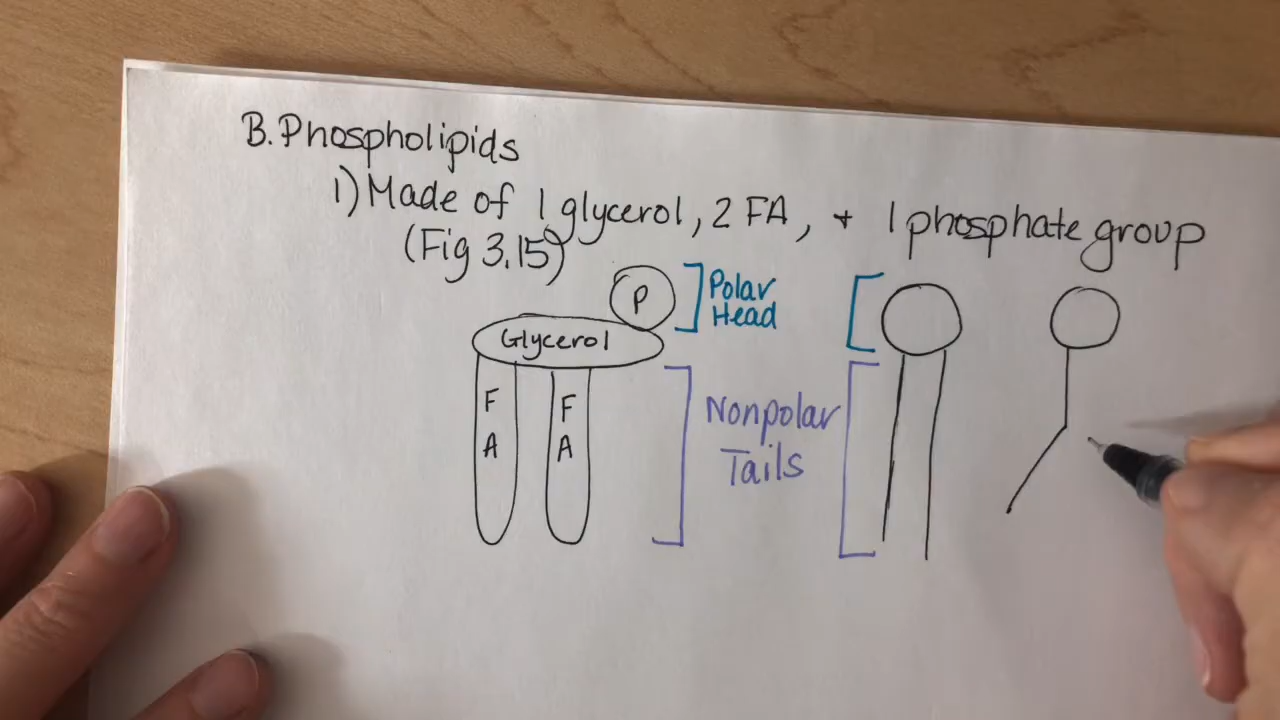 B. Phospholipids
1) Made of 1 glycerol, 2 FA, + 1 phosphate group
(Fig 3.15)
P
Polar
Head
Glycerol
F
A
F
A
Nonpolar
Tails